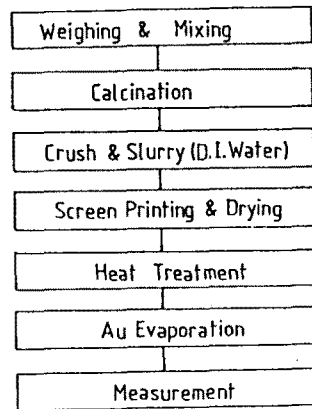 Weighing & Mixing
Calcination
Crush & Slurry (D.I.Water)
Screen Printing & Drying
Heat Treatment
Au Evaporation
Measurement